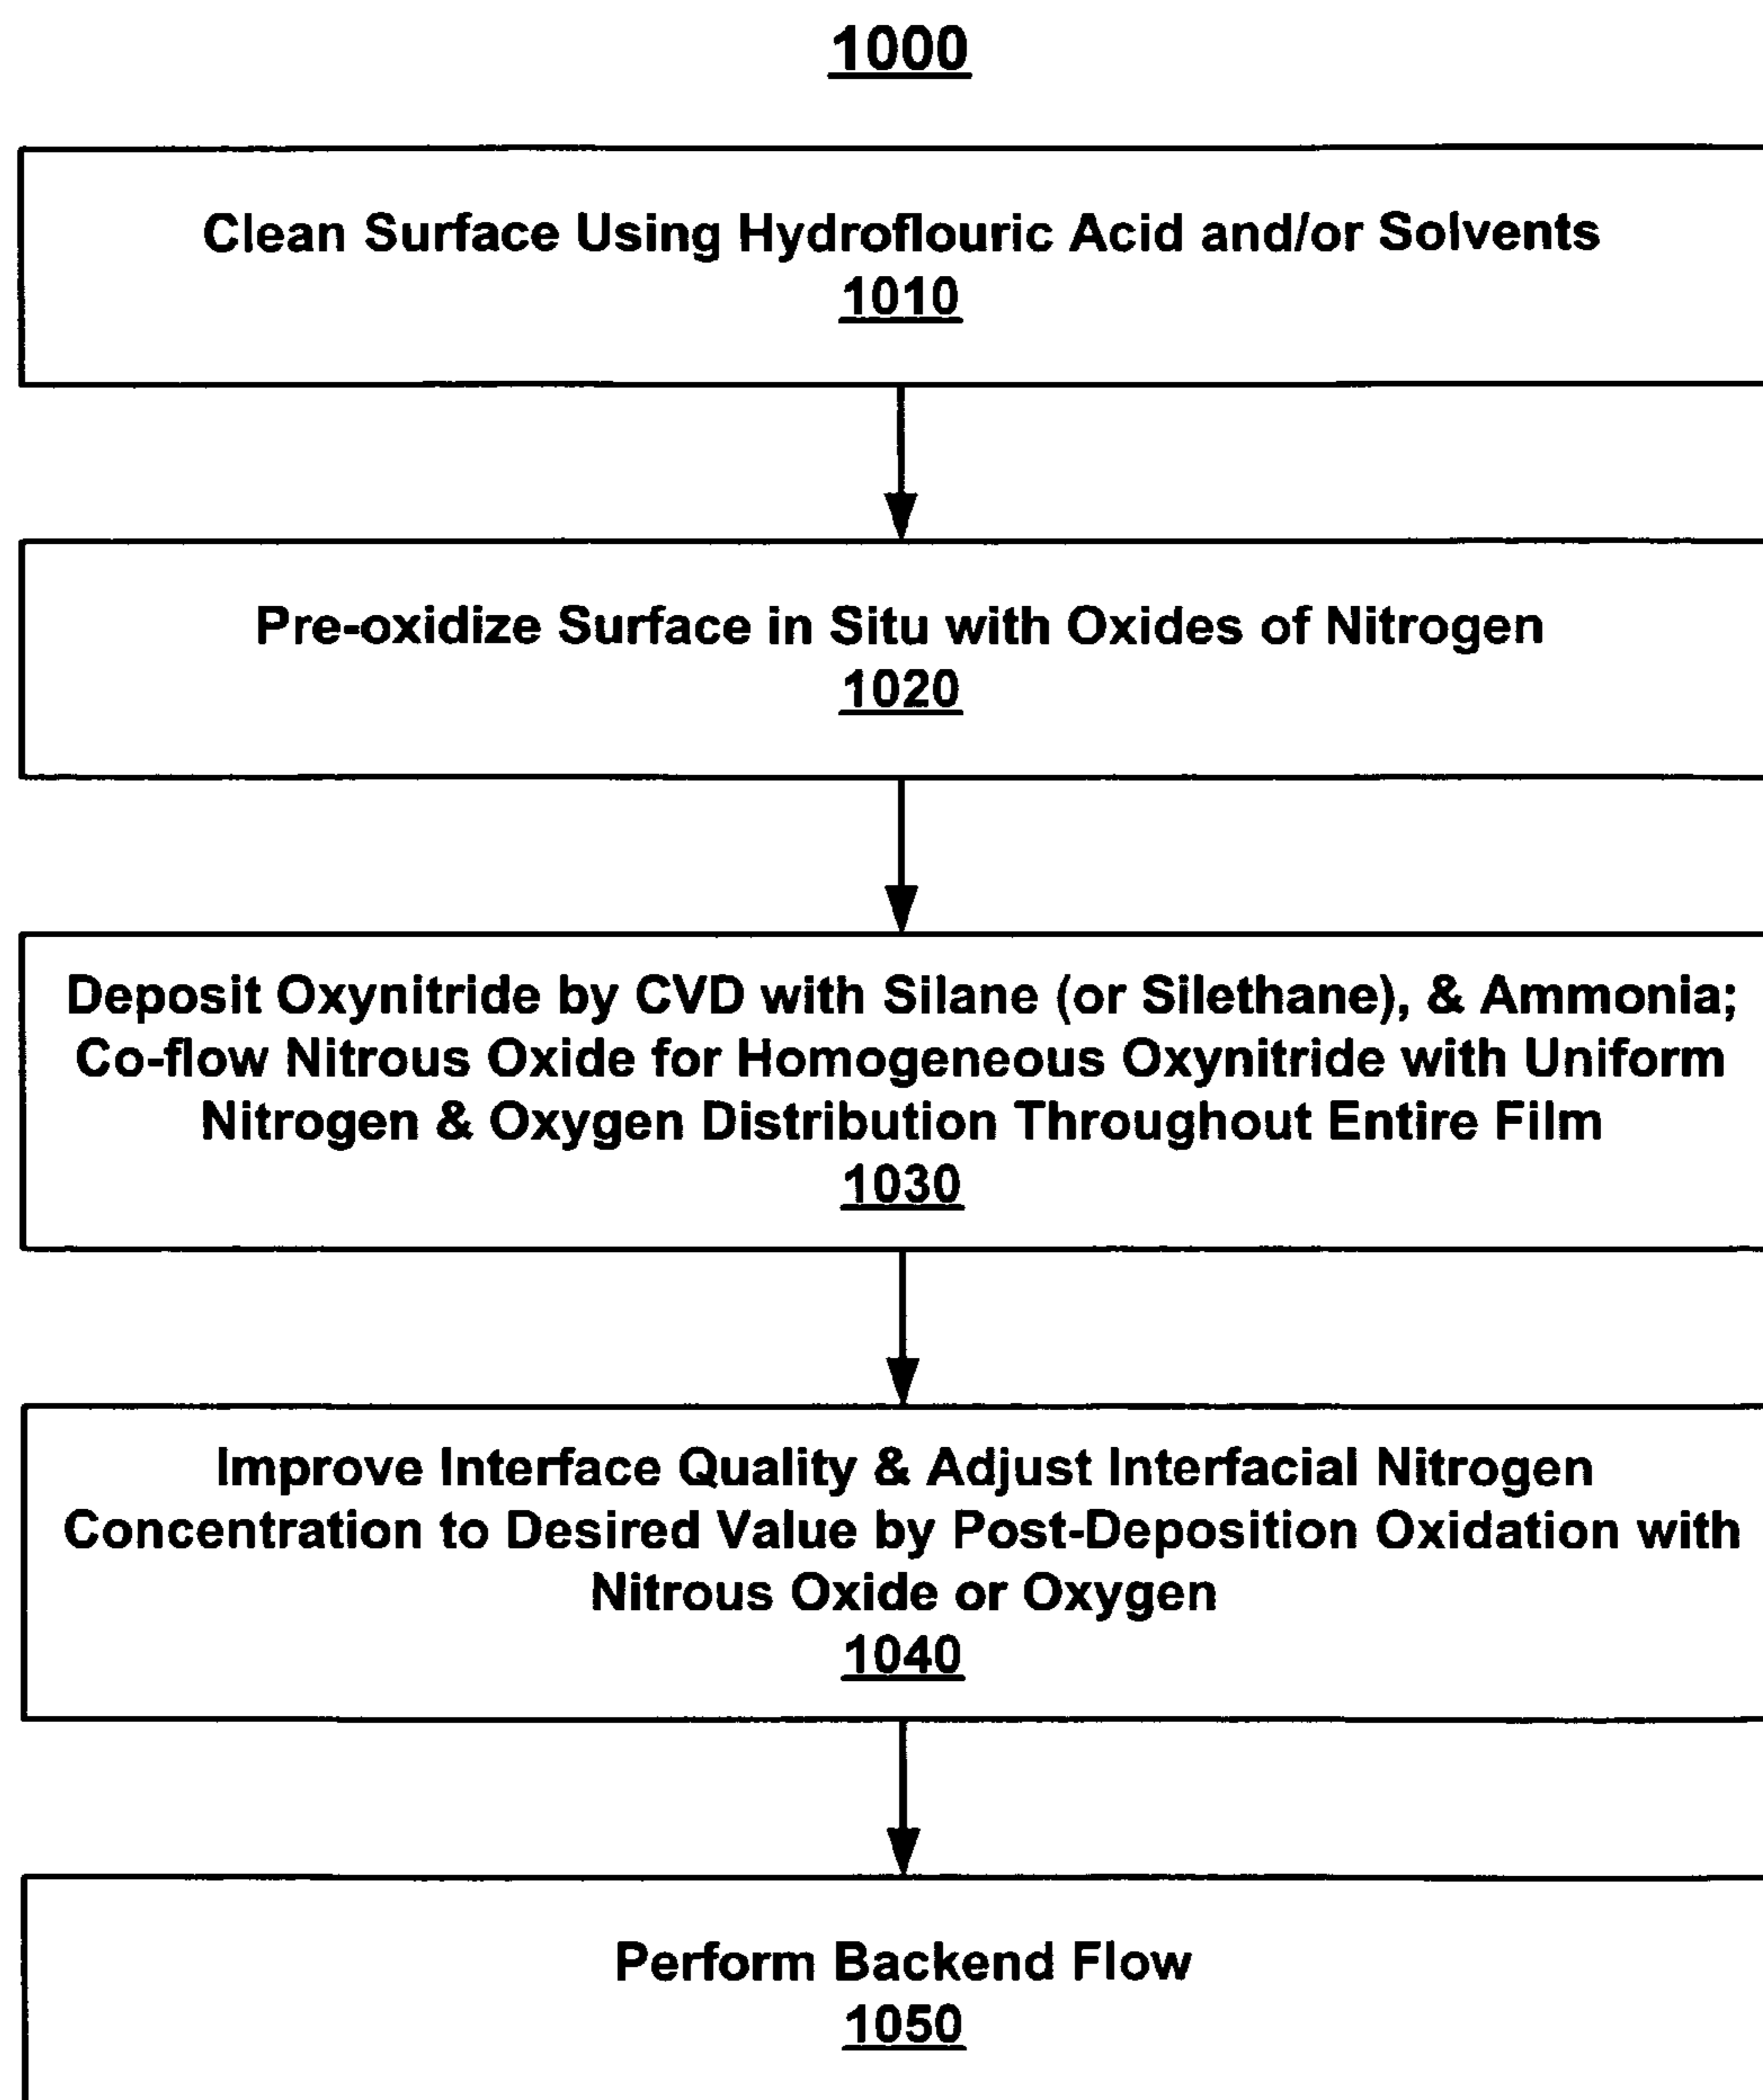 1000
Clean Surface Using Hydroflouric Acid and/or Solvents
1010
Pre-oxidize Surface in Situ with Oxides of Nitrogen
1020
Deposit Oxynitride by CVD with Silane (or Silethane), & Ammonia;
Co-flow Nitrous Oxide for Homogeneous Oxynitride with Uniform
Nitrogen & Oxygen Distribution Throughout Entire Film
1030
Improve Interface Quality & Adjust Interfacial Nitrogen
Concentration to Desired Value by Post-Deposition Oxidation with
Nitrous Oxide or Oxygen
1040
Perform Backend Flow
1050